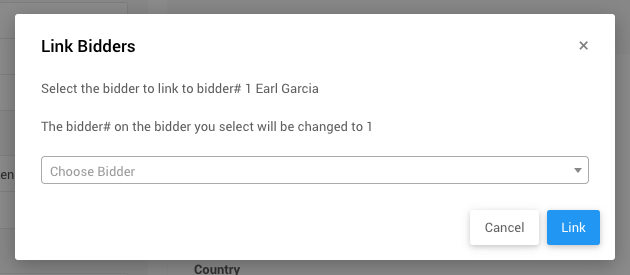 Link Bidders
×
Select the bidder to link to bidder# 1 Earl Garcia
The bidder# on the bidder you select will be changed to 1
Choose Bidder
en
Cancel
Link
Country